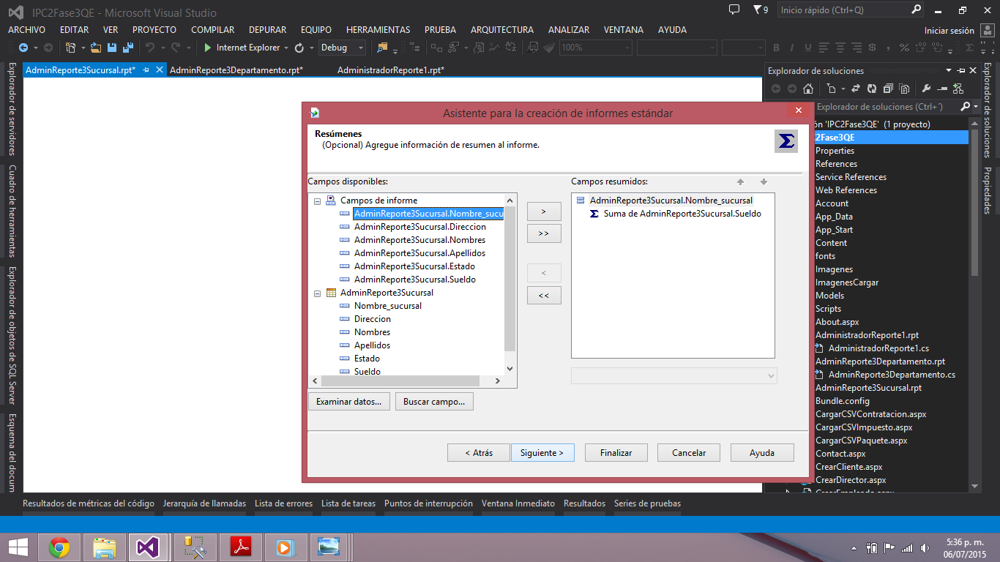 IPC2Fase3QE - Microsoft Visual Studio
9
Inicio rápido (Ctrl+Q)
ARCHIVO EDITAR VER PROYECTO COMPILAR DEPURAR EQUIPO HERRAMIENTAS PRUEBA ARQUITECTURA ANALIZAR VENTANA AYUDA
Iniciar sesión
Internet Explorer
Debug
100%
AdminReporte3Sucursal.rpt*
AdminReporte3Departamento.rpt*
AdministradorReporte1.rpt*
Explorador de servidores
Cuadro de herramientas
Explorador de objetos de SQL Server
Esquema del docum
Asistente para la creación de informes estándar
Resúmenes
(Opcional) Agregue información de resumen al informe.
Campos disponibles:
Campos de informe
AdminReporte3Sucursal.Nombre_sucu
AdminReporte3Sucursal.Direccion
AdminReporte3Sucursal.Nombres
AdminReporte3Sucursal.Apellidos
AdminReporte3Sucursal.Estado
AdminReporte3Sucursal.Sueldo
AdminReporte3Sucursal
Nombre_sucursal
Direccion
Nombres
Apellidos
Estado
Sueldo
>
>>
<
<<
Campos resumidos:
AdminReporte3Sucursal.Nombre_sucursal
Σ Suma de AdminReporte3Sucursal.Sueldo
Examinar datos...
Buscar campo...
< Atrás
Siguiente >
Finalizar
Cancelar
Ayuda
Explorador de soluciones
Explorador de soluciones (Ctrl+´)
ón 'IPC2Fase3QE' (1 proyecto)
C2Fase3QE
Properties
References
Service References
Web References
Account
App_Data
App_Start
Content
fonts
Imagenes
ImagenesCargar
Models
Scripts
About.aspx
AdministradorReporte1.rpt
AdministradorReporte1.cs
AdminReporte3Departamento.rpt
AdminReporte3Departamento.cs
AdminReporte3Sucursal.rpt
Bundle.config
CargarCSVContratacion.aspx
CargarCSVImpuesto.aspx
CargarCSVPaquete.aspx
Contact.aspx
CrearCliente.aspx
CrearDirector.aspx
CrearEmpleado.aspx
Explorador de soluciones
Propiedades
Resultados de métricas del código
Jerarquía de llamadas
Lista de errores
Lista de tareas
Puntos de interrupción
Ventana Inmediato
Resultados
Series de pruebas
5:36 p. m.
06/07/2015